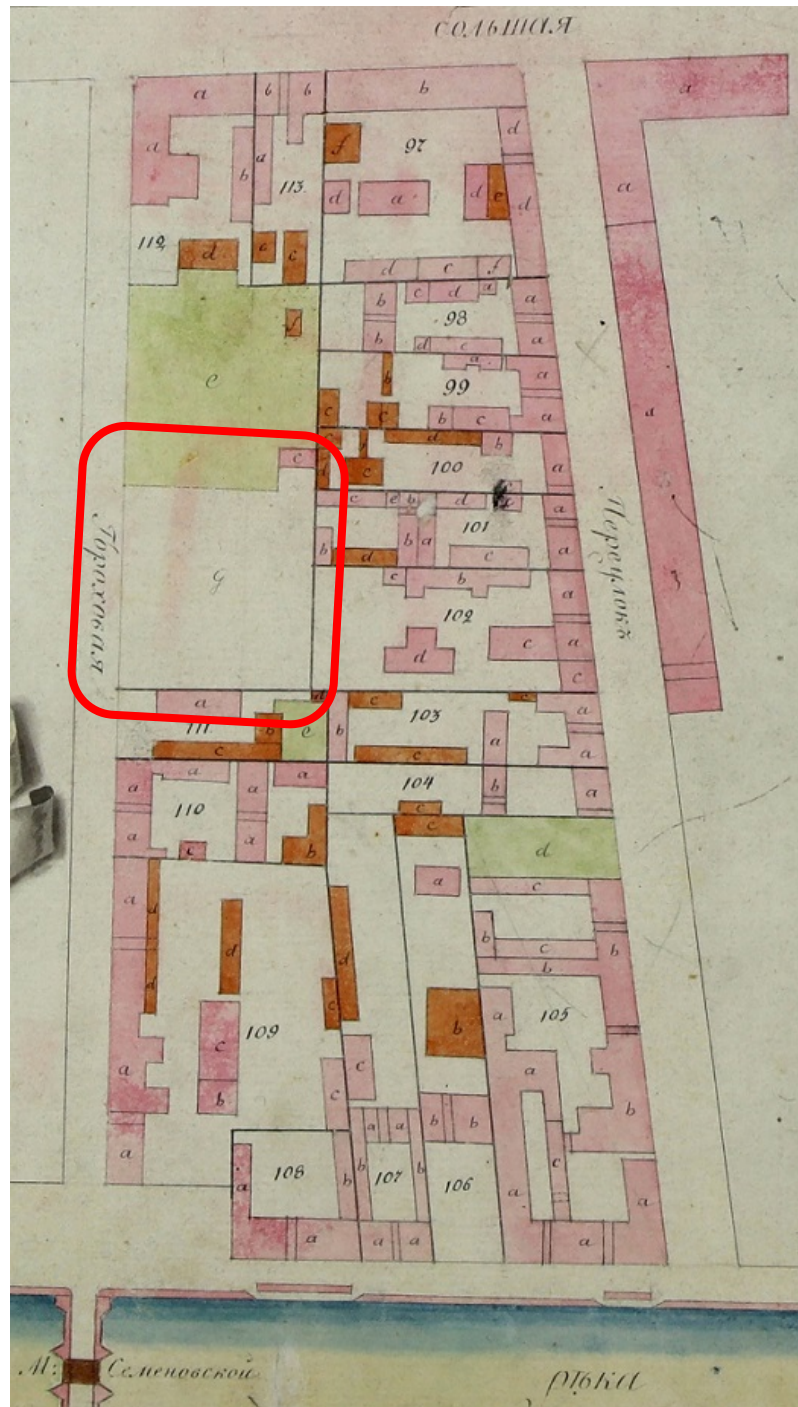 СОЛЬШАЯ
a b b b a
f 97 d
a b a d a d e d a
113.
112 d c c d c f
b c d a a
e f 98
b d c a
b a a
99
c c b c a
c d b
c 100 a
c c e b d a
101
b d b a c a
g c b a
102
d c a
c
Гороховая
Переулокъ
a d c c a
111 b e b 103 a
c a
a a a a 104 b a
110 c c
a c a b d
a a c
d d b c b
d d b
a 109 c c b a 105
c a
a b c b b
a a a b b c
108 b b 107 b 106 a a
a a a a a
М: Семеновской рѣка